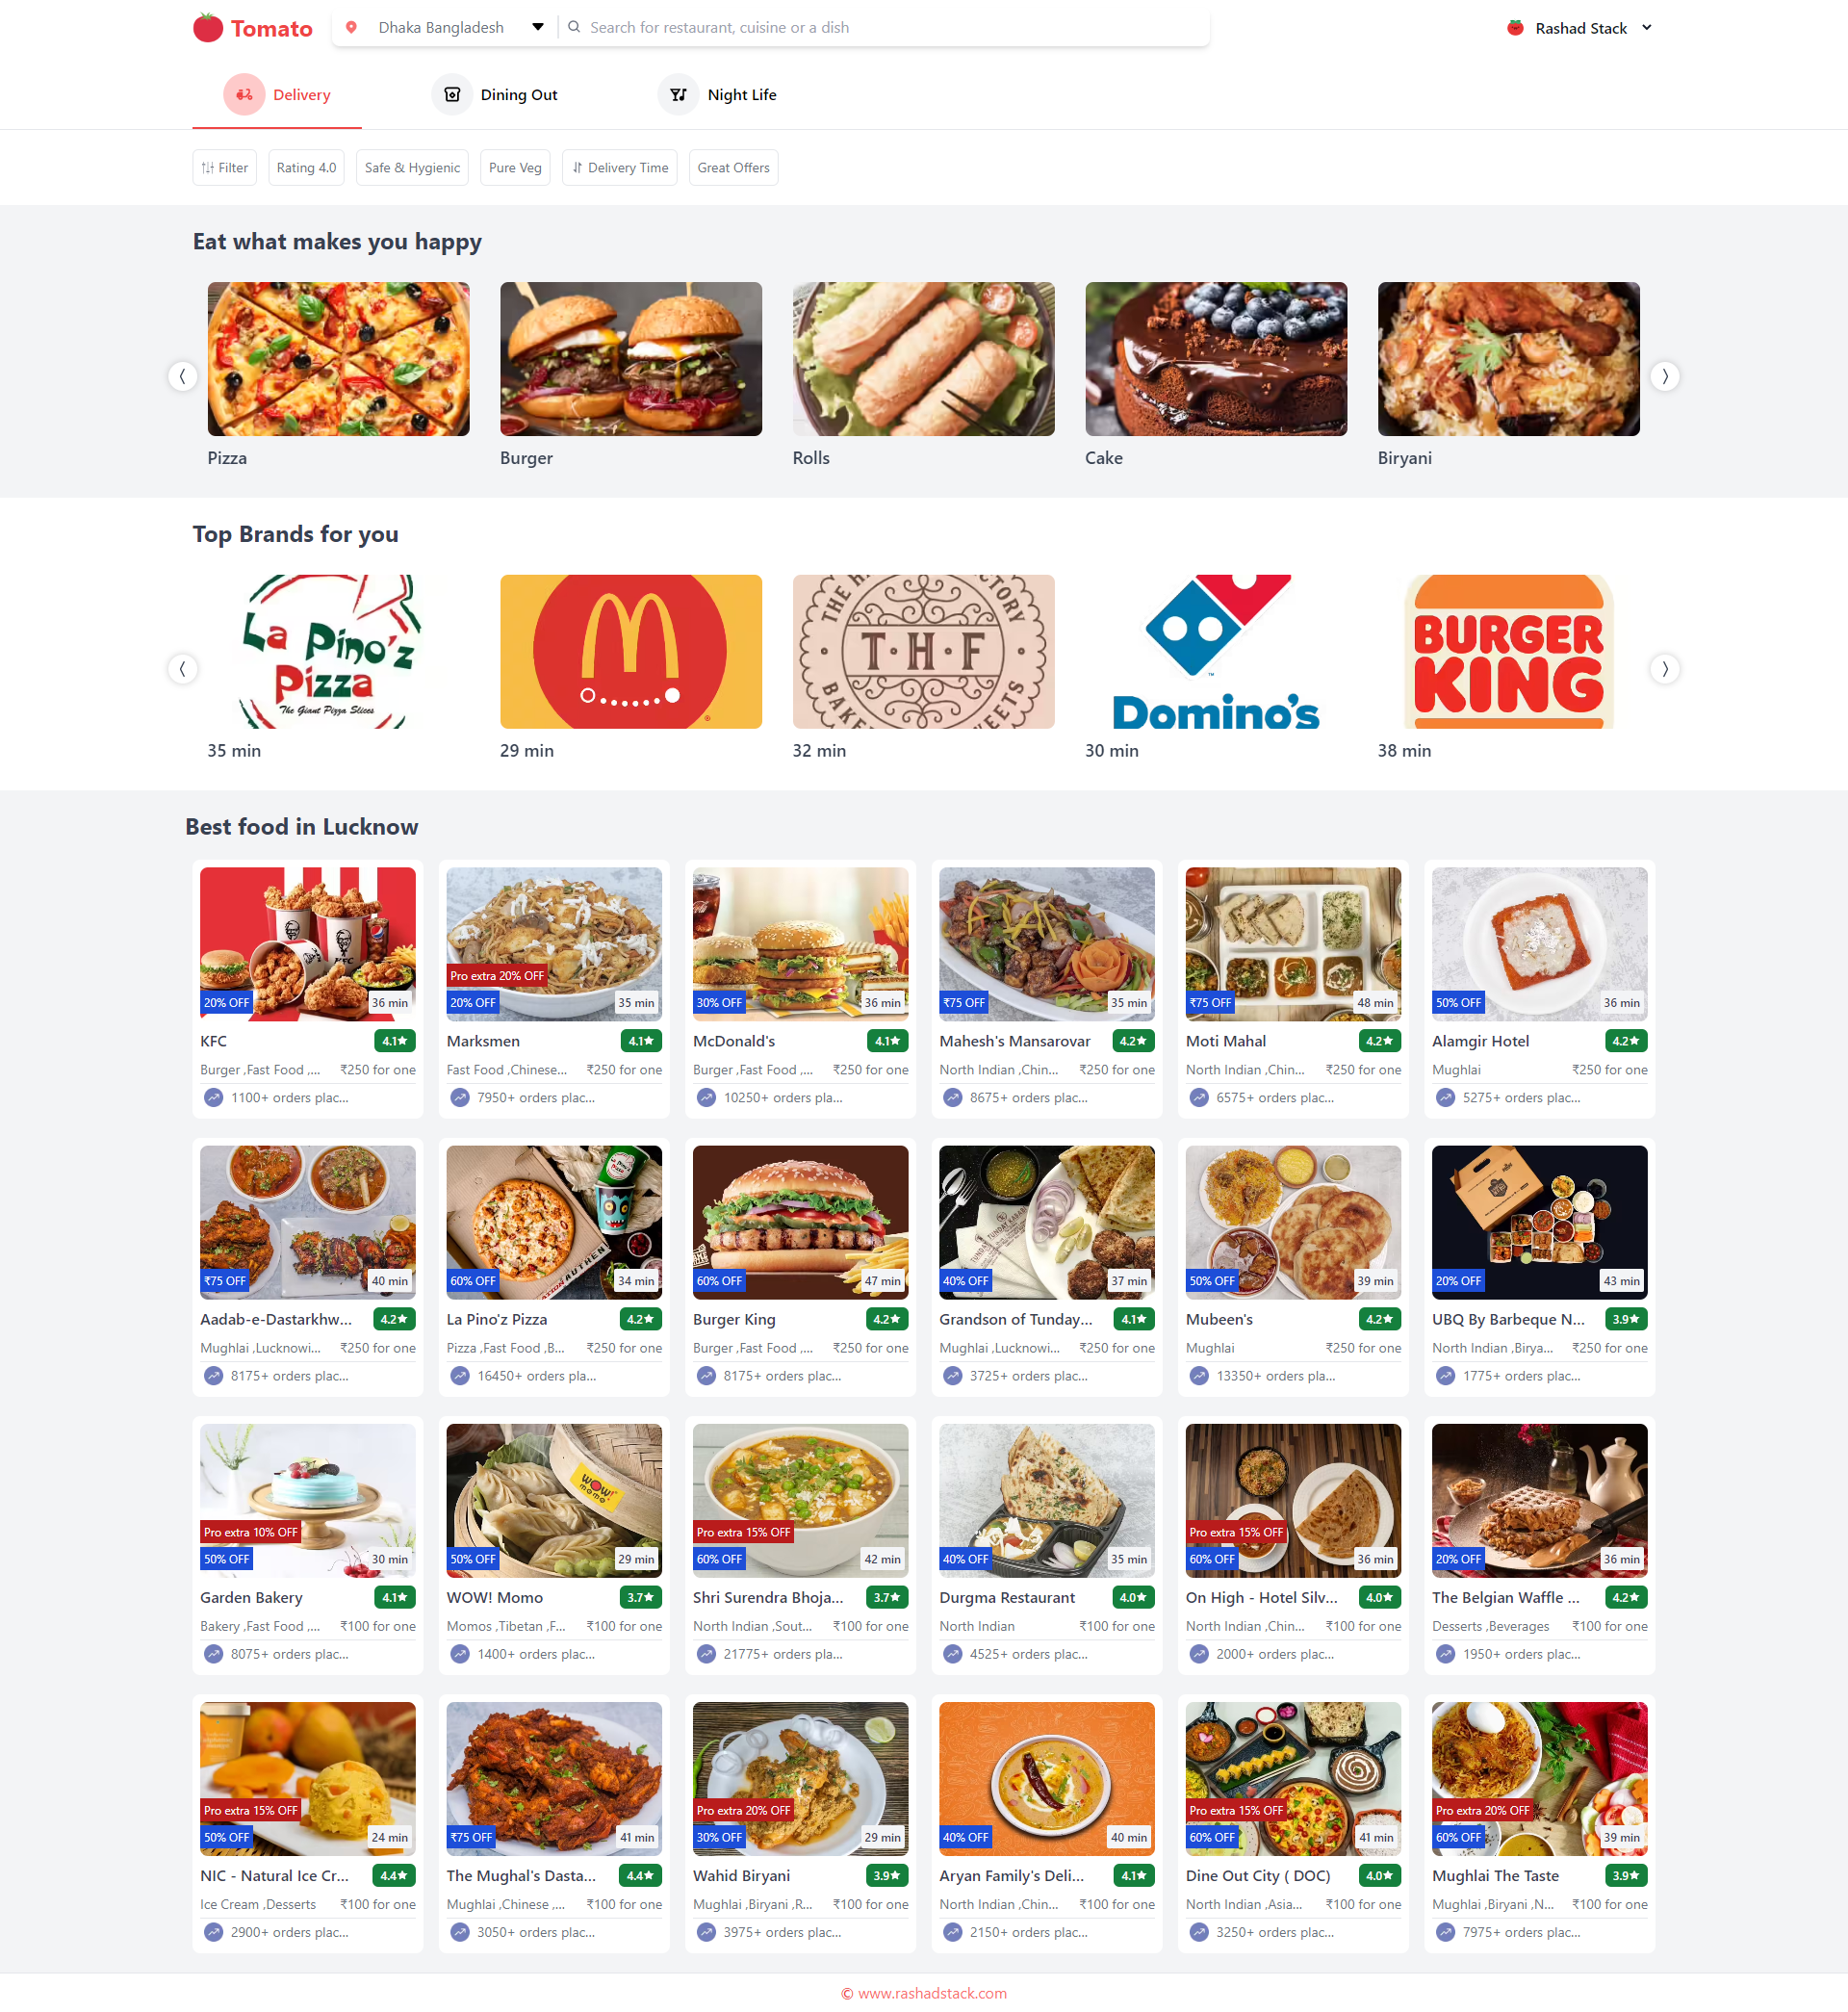 Tomato
Dhaka Bangladesh
Search for restaurant, cuisine or a dish
Rashad Stack
Delivery
Dining Out
Night Life
Filter
Rating 4.0
Safe & Hygienic
Pure Veg
Delivery Time
Great Offers
Eat what makes you happy
Pizza
Burger
Rolls
Cake
Biryani
Top Brands for you
La Pino'z
Pizza
The Giant Pizza Slices
T·H·F
Domino's
BURGER
KING
35 min
29 min
32 min
30 min
38 min
Best food in Lucknow
KFC
20% OFF
36 min
KFC
4.1★
Burger ,Fast Food ,...
₹250 for one
1100+ orders plac...
Pro extra 20% OFF
20% OFF
35 min
Marksmen
4.1★
Fast Food ,Chinese...
₹250 for one
7950+ orders plac...
30% OFF
36 min
McDonald's
4.1★
Burger ,Fast Food ,...
₹250 for one
10250+ orders pla...
₹75 OFF
35 min
Mahesh's Mansarovar
4.2★
North Indian ,Chin...
₹250 for one
8675+ orders plac...
₹75 OFF
48 min
Moti Mahal
4.2★
North Indian ,Chin...
₹250 for one
6575+ orders plac...
50% OFF
36 min
Alamgir Hotel
4.2★
Mughlai
₹250 for one
5275+ orders plac...
₹75 OFF
40 min
Aadab-e-Dastarkhw...
4.2★
Mughlai ,Lucknowi...
₹250 for one
8175+ orders plac...
60% OFF
34 min
La Pino'z Pizza
4.2★
Pizza ,Fast Food ,B...
₹250 for one
16450+ orders pla...
60% OFF
47 min
Burger King
4.2★
Burger ,Fast Food ,...
₹250 for one
8175+ orders plac...
40% OFF
37 min
Grandson of Tunday...
4.1★
Mughlai ,Lucknowi...
₹250 for one
3725+ orders plac...
50% OFF
39 min
Mubeen's
4.2★
Mughlai
₹250 for one
13350+ orders pla...
20% OFF
43 min
UBQ By Barbeque N...
3.9★
North Indian ,Birya...
₹250 for one
1775+ orders plac...
Pro extra 10% OFF
50% OFF
30 min
Garden Bakery
4.1★
Bakery ,Fast Food ,...
₹100 for one
8075+ orders plac...
WOW!
MOMO
50% OFF
29 min
WOW! Momo
3.7★
Momos ,Tibetan ,F...
₹100 for one
1400+ orders plac...
Pro extra 15% OFF
60% OFF
42 min
Shri Surendra Bhoja...
3.7★
North Indian ,Sout...
₹100 for one
21775+ orders pla...
40% OFF
35 min
Durgma Restaurant
4.0★
North Indian
₹100 for one
4525+ orders plac...
Pro extra 15% OFF
60% OFF
36 min
On High - Hotel Silv...
4.0★
North Indian ,Chin...
₹100 for one
2000+ orders plac...
20% OFF
36 min
The Belgian Waffle ...
4.2★
Desserts ,Beverages
₹100 for one
1950+ orders plac...
Pro extra 15% OFF
50% OFF
24 min
NIC - Natural Ice Cr...
4.4★
Ice Cream ,Desserts
₹100 for one
2900+ orders plac...
₹75 OFF
41 min
The Mughal's Dasta...
4.4★
Mughlai ,Chinese ,...
₹100 for one
3050+ orders plac...
Pro extra 20% OFF
30% OFF
29 min
Wahid Biryani
3.9★
Mughlai ,Biryani ,R...
₹100 for one
3975+ orders plac...
40% OFF
40 min
Aryan Family's Deli...
4.1★
North Indian ,Chin...
₹100 for one
2150+ orders plac...
Pro extra 15% OFF
60% OFF
41 min
Dine Out City ( DOC)
4.0★
North Indian ,Asia...
₹100 for one
3250+ orders plac...
Pro extra 20% OFF
60% OFF
39 min
Mughlai The Taste
3.9★
Mughlai ,Biryani ,N...
₹100 for one
7975+ orders plac...
© www.rashadstack.com